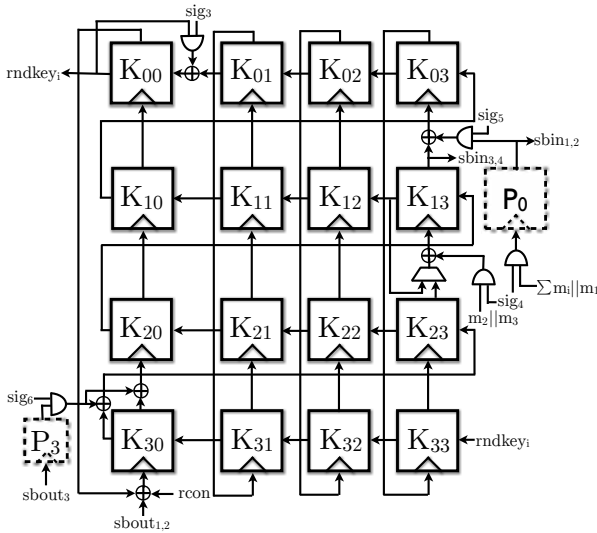 sig₃
rndkeyᵢ K₀₀ K₀₁ K₀₂ K₀₃
sig₅
sbin₁,₂
sbin₃,₄
K₁₀ K₁₁ K₁₂ K₁₃ P₀
∑mᵢ||m₁
sig₄
m₂||m₃
K₂₀ K₂₁ K₂₂ K₂₃
sig₆
P₃ K₃₀ K₃₁ K₃₂ K₃₃ rndkeyᵢ
sbout₃ rcon
sbout₁,₂